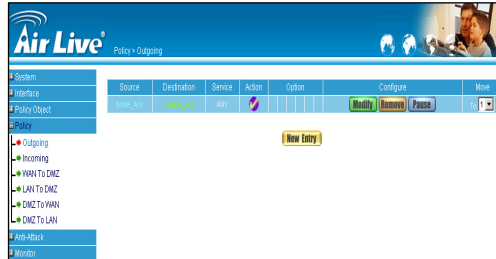 Air Live®
Policy > Outgoing
System
Interface
Policy Object
Policy
Outgoing
Incoming
WAN To DMZ
LAN To DMZ
DMZ To WAN
DMZ To LAN
Anti-Attack
Monitor
Source Destination Service Action Option Configure Move
Inside_Any ANY Modify Remove Pause To 1
New Entry